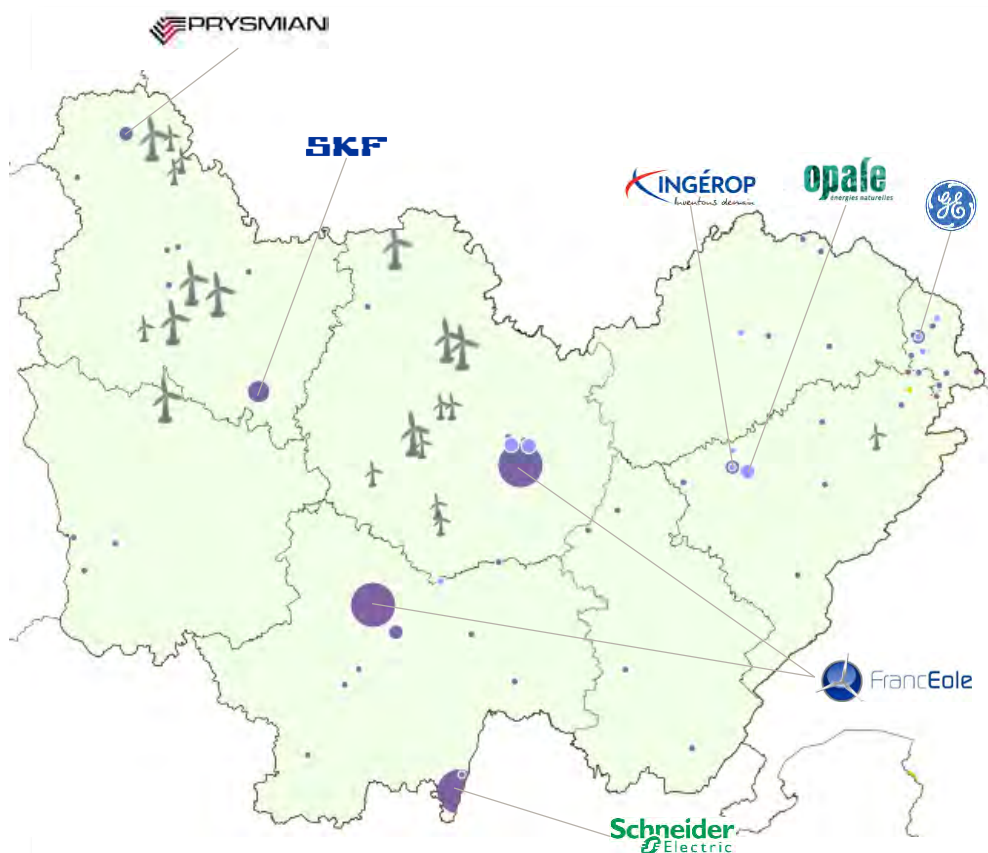 PRYSMIAN
SKF
INGÉROP
Inventons demain
opale
énergies naturelles
GE
FrancEole
Schneider
Electric